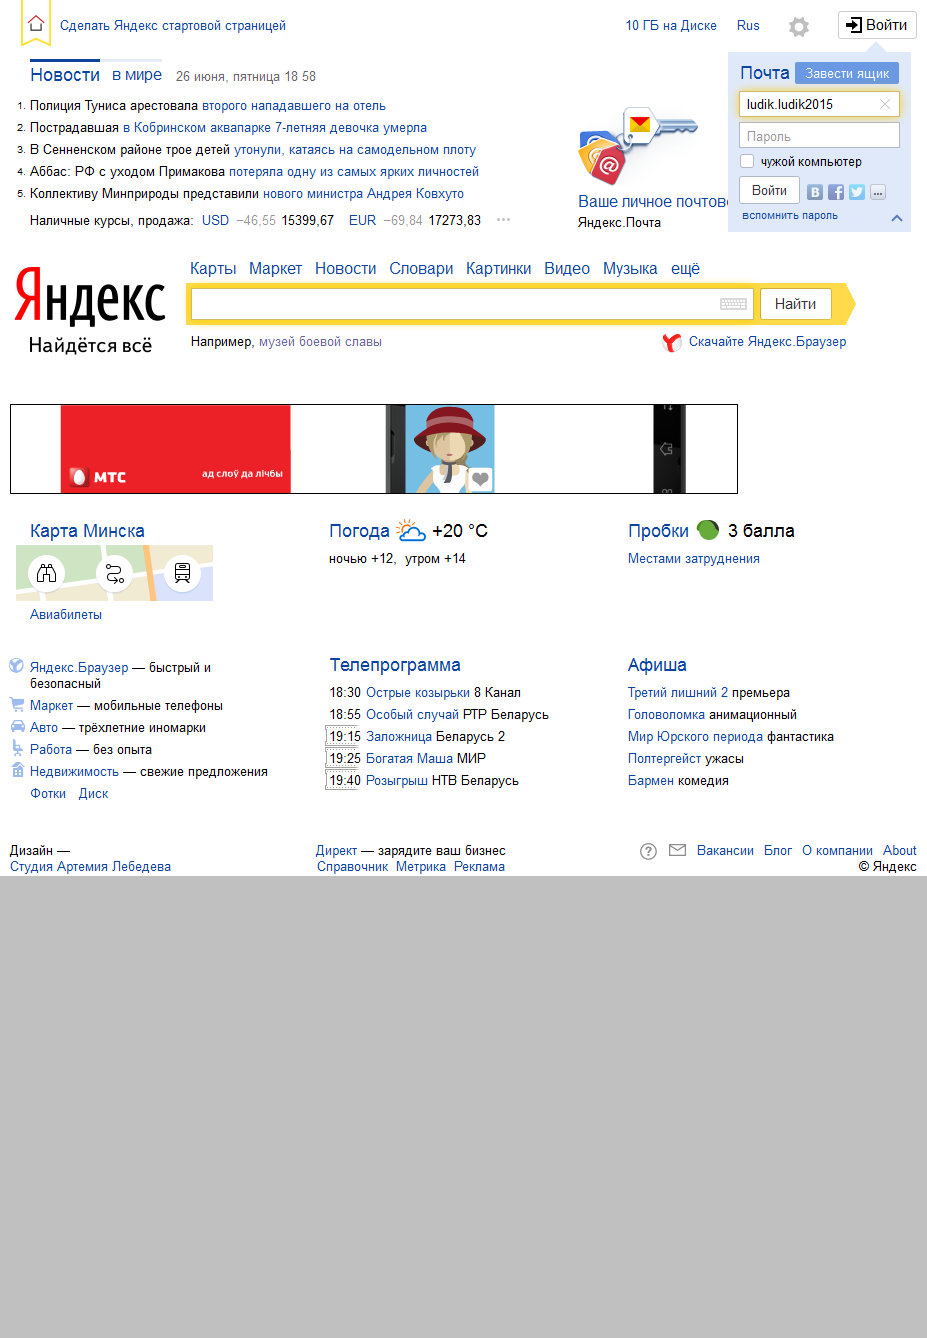 Сделать Яндекс стартовой страницей
10 ГБ на Диске Rus Войти
Новости в мире 26 июня, пятница 18 58
1. Полиция Туниса арестовала второго нападавшего на отель
2. Пострадавшая в Кобринском аквапарке 7-летняя девочка умерла
3. В Сенненском районе трое детей утонули, катаясь на самодельном плоту
4. Аббас: РФ с уходом Примакова потеряла одну из самых ярких личностей
5. Коллективу Минприроды представили нового министра Андрея Ковхуто
Наличные курсы, продажа: USD −46,55 15399,67 EUR −69,84 17273,83
Ваше личное почтово
Яндекс.Почта
Почта Завести ящик
ludik.ludik2015
Пароль
чужой компьютер
Войти
вспомнить пароль
Яндекс
Найдётся всё
Карты Маркет Новости Словари Картинки Видео Музыка ещё
Найти
Например, музей боевой славы
Скачайте Яндекс.Браузер
МТС
ад слоў да лічбы
Карта Минска
Авиабилеты
Погода +20 °C
ночью +12, утром +14
Пробки 3 балла
Местами затруднения
Яндекс.Браузер — быстрый и
безопасный
Маркет — мобильные телефоны
Авто — трёхлетние иномарки
Работа — без опыта
Недвижимость — свежие предложения
Фотки Диск
Телепрограмма
18:30 Острые козырьки 8 Канал
18:55 Особый случай РТР Беларусь
19:15 Заложница Беларусь 2
19:25 Богатая Маша МИР
19:40 Розыгрыш НТВ Беларусь
Афиша
Третий лишний 2 премьера
Головоломка анимационный
Мир Юрского периода фантастика
Полтергейст ужасы
Бармен комедия
Дизайн —
Студия Артемия Лебедева
Директ — зарядите ваш бизнес
Справочник Метрика Реклама
Вакансии Блог О компании About
© Яндекс